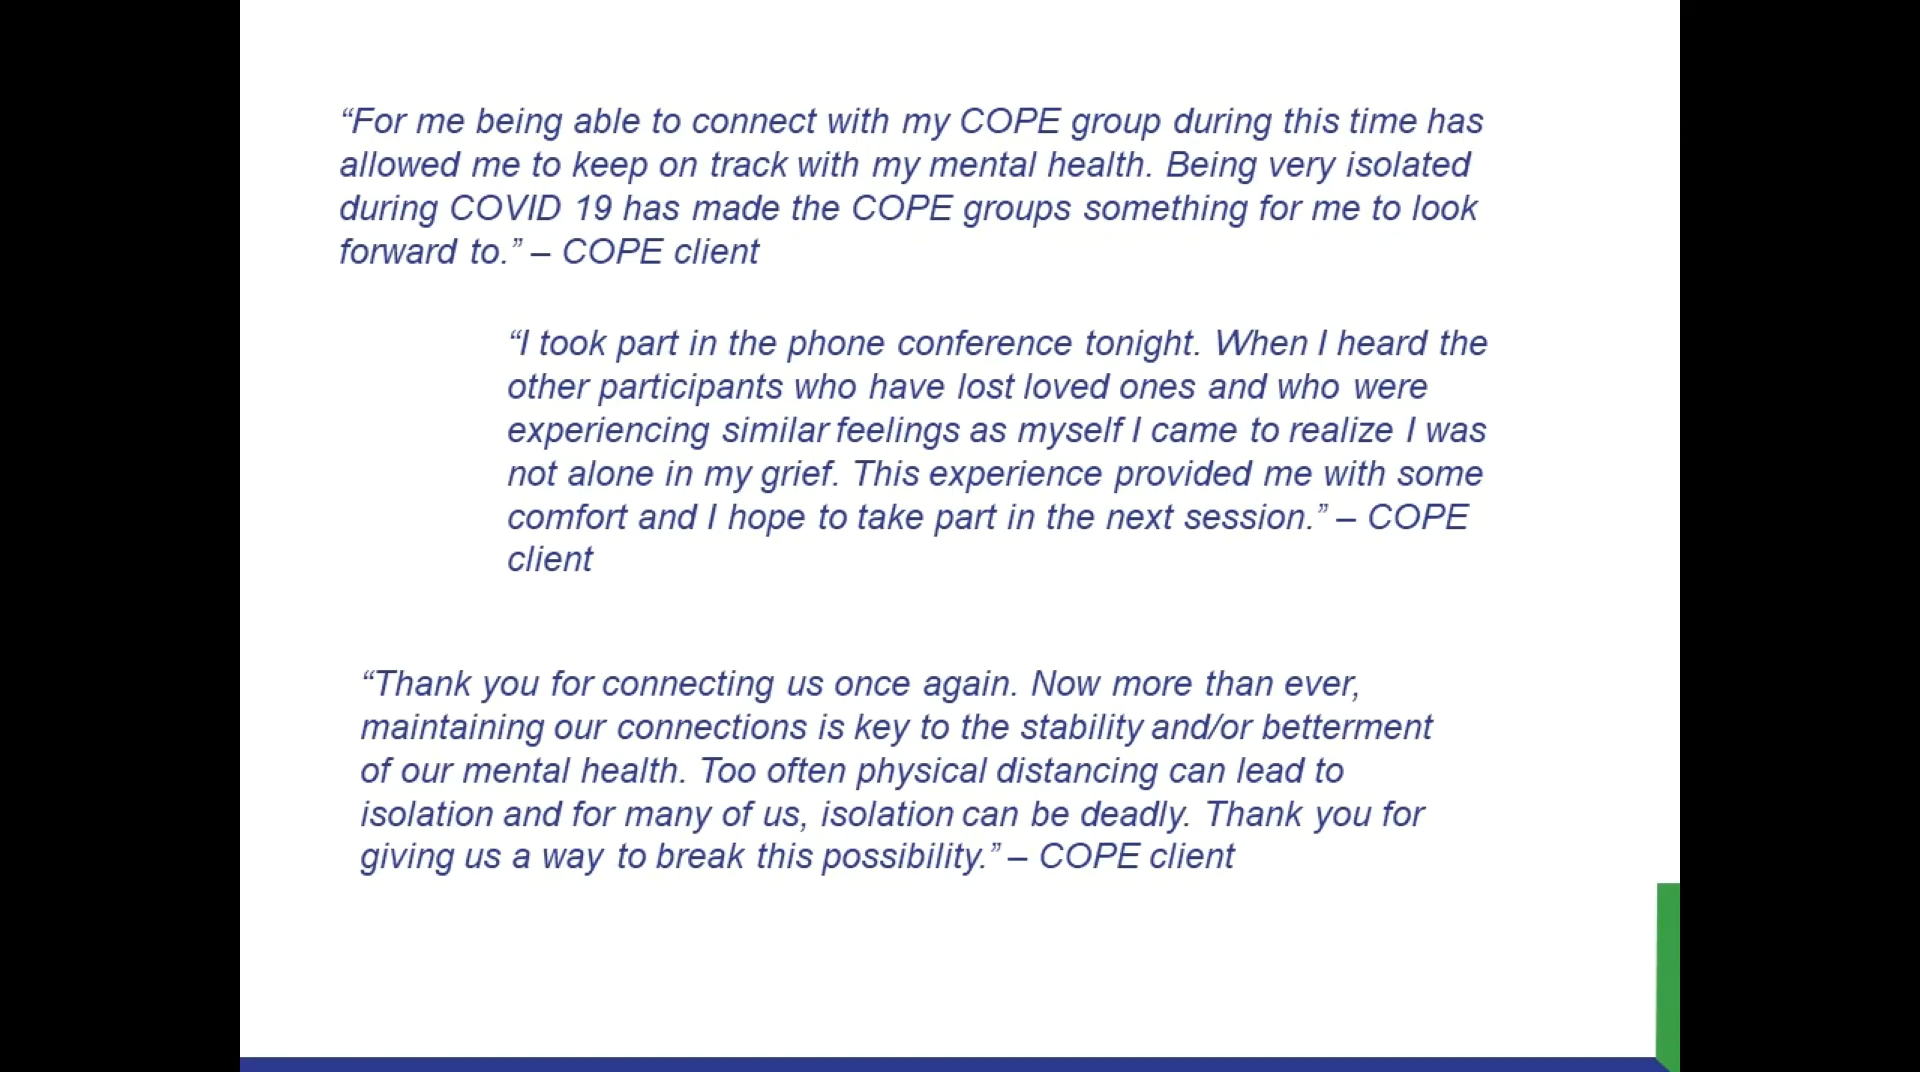 “For me being able to connect with my COPE group during this time has
allowed me to keep on track with my mental health. Being very isolated
during COVID 19 has made the COPE groups something for me to look
forward to.” – COPE client
“I took part in the phone conference tonight. When I heard the
other participants who have lost loved ones and who were
experiencing similar feelings as myself I came to realize I was
not alone in my grief. This experience provided me with some
comfort and I hope to take part in the next session.” – COPE
client
“Thank you for connecting us once again. Now more than ever,
maintaining our connections is key to the stability and/or betterment
of our mental health. Too often physical distancing can lead to
isolation and for many of us, isolation can be deadly. Thank you for
giving us a way to break this possibility.” – COPE client